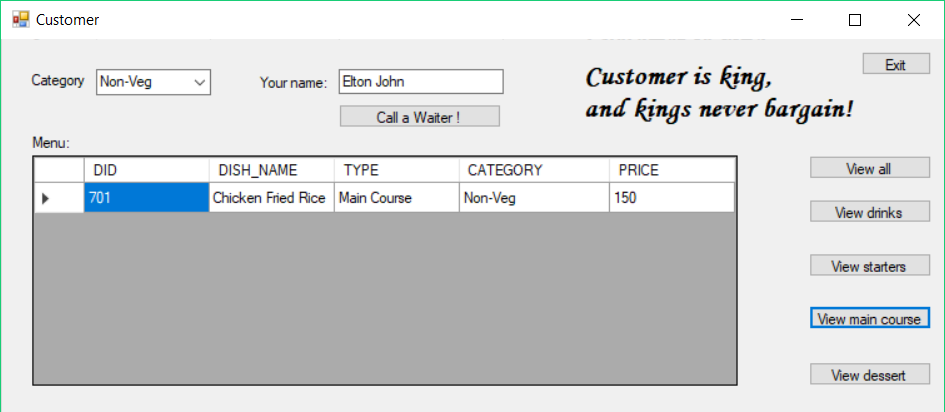 Customer
Exit
Category Non-Veg Your name: Elton John
Customer is king,
and kings never bargain!
Call a Waiter !
Menu:
DID DISH_NAME TYPE CATEGORY PRICE
701 Chicken Fried Rice Main Course Non-Veg 150
View all
View drinks
View starters
View main course
View dessert